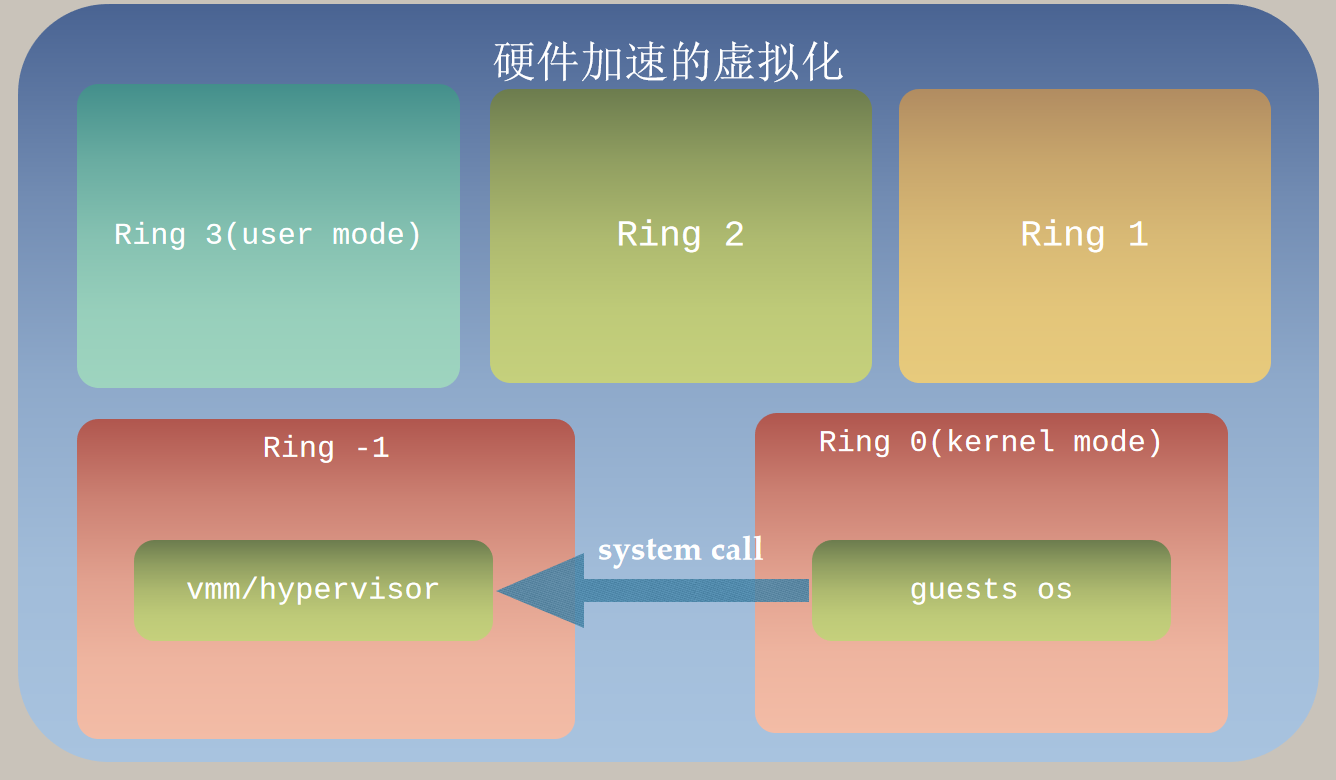 硬件加速的虚拟化
Ring 3(user mode)
Ring 2
Ring 1
Ring -1
Ring 0(kernel mode)
system call
vmm/hypervisor
guests os